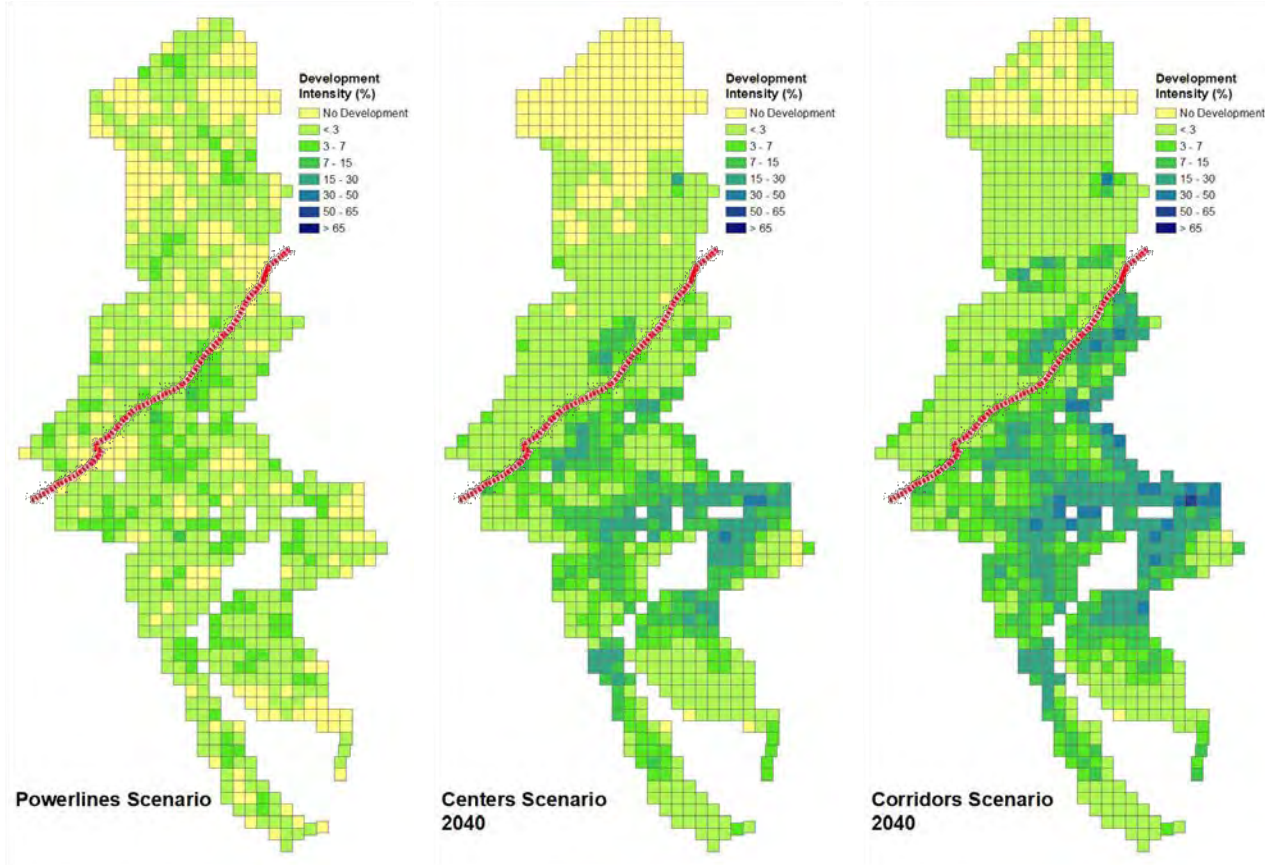 Development
Intensity (%)
No Development
< 3
3 - 7
7 - 15
15 - 30
30 - 50
50 - 65
> 65
Powerlines Scenario
Development
Intensity (%)
No Development
< 3
3 - 7
7 - 15
15 - 30
30 - 50
50 - 65
> 65
Centers Scenario
2040
Development
Intensity (%)
No Development
< 3
3 - 7
7 - 15
15 - 30
30 - 50
50 - 65
> 65
Corridors Scenario
2040